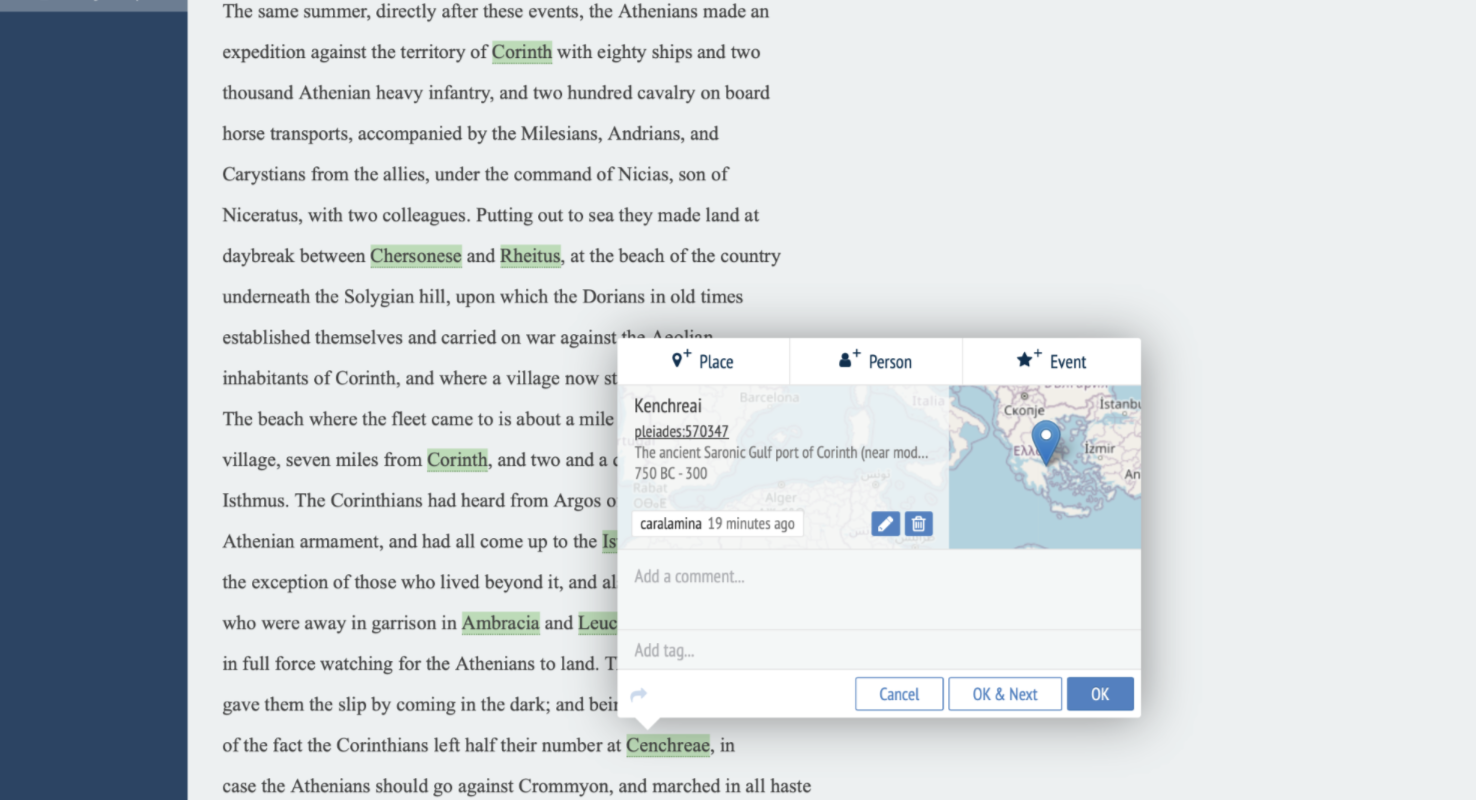 The same summer, directly after these events, the Athenians made an
expedition against the territory of Corinth with eighty ships and two
thousand Athenian heavy infantry, and two hundred cavalry on board
horse transports, accompanied by the Milesians, Andrians, and
Carystians from the allies, under the command of Nicias, son of
Niceratus, with two colleagues. Putting out to sea they made land at
daybreak between Chersonese and Rheitus, at the beach of the country
underneath the Solygian hill, upon which the Dorians in old times
established themselves and carried on war against the Aeolian
inhabitants of Corinth, and where a village now st
The beach where the fleet came to is about a mile
village, seven miles from Corinth, and two and a
Isthmus. The Corinthians had heard from Argos o
Athenian armament, and had all come up to the Is
the exception of those who lived beyond it, and al
who were away in garrison in Ambracia and Leuc
in full force watching for the Athenians to land. T
gave them the slip by coming in the dark; and bein
of the fact the Corinthians left half their number at Cenchreae, in
case the Athenians should go against Crommyon, and marched in all haste
Place
Person
Event
Kenchreai
pleiades:570347
The ancient Saronic Gulf port of Corinth (near mod...
750 BC - 300
caralamina 19 minutes ago
Barcelona
Italia
Rabat
Alger
تونس
Скопје
İstanbu
Ελλ
İzmir
An
Add a comment...
Add tag...
Cancel
OK & Next
OK